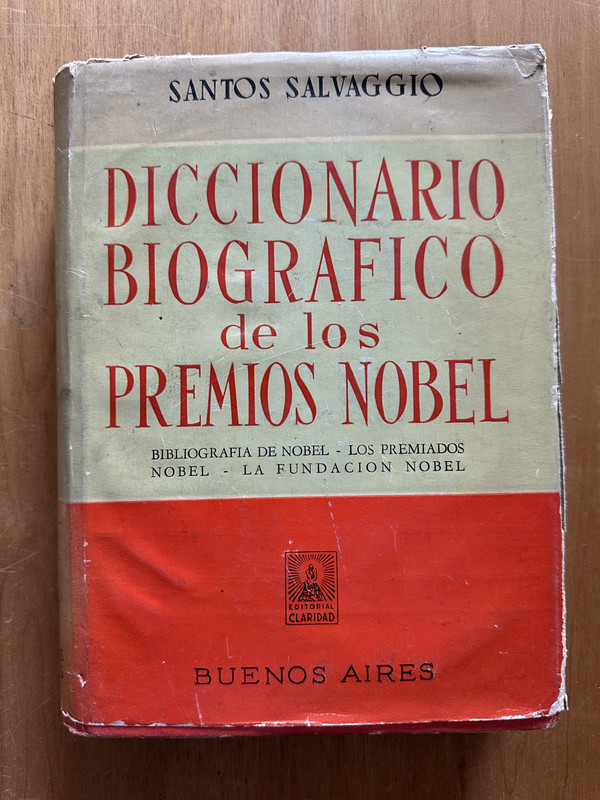 SANTOS SALVAGGIO
DICCIONARIO
BIOGRAFICO
de los
PREMIOS NOBEL
BIBLIOGRAFIA DE NOBEL - LOS PREMIADOS
NOBEL - LA FUNDACION NOBEL
EDITORIAL
CLARIDAD
BUENOS AIRES